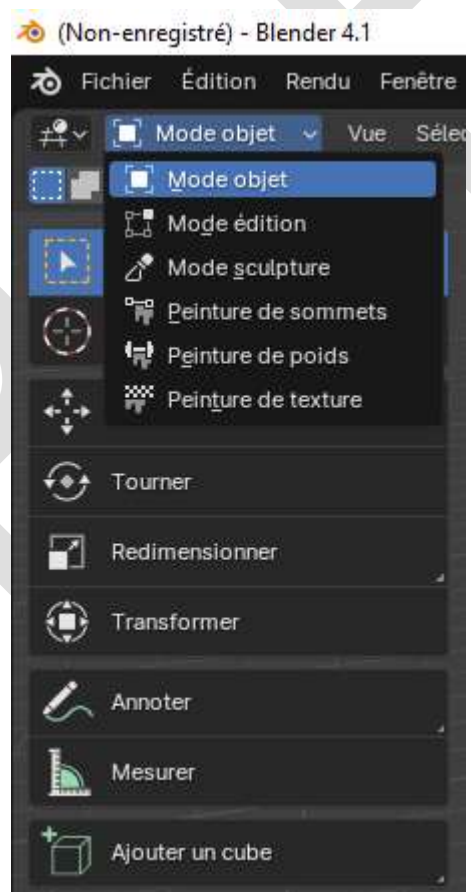 (Non-enregistré) - Blender 4.1
Fichier Édition Rendu Fenêtre
Mode objet Vue Sélec
Mode objet
Mode édition
Mode sculpture
Peinture de sommets
Peinture de poids
Peinture de texture
Tourner
Redimensionner
Transformer
Annoter
Mesurer
Ajouter un cube